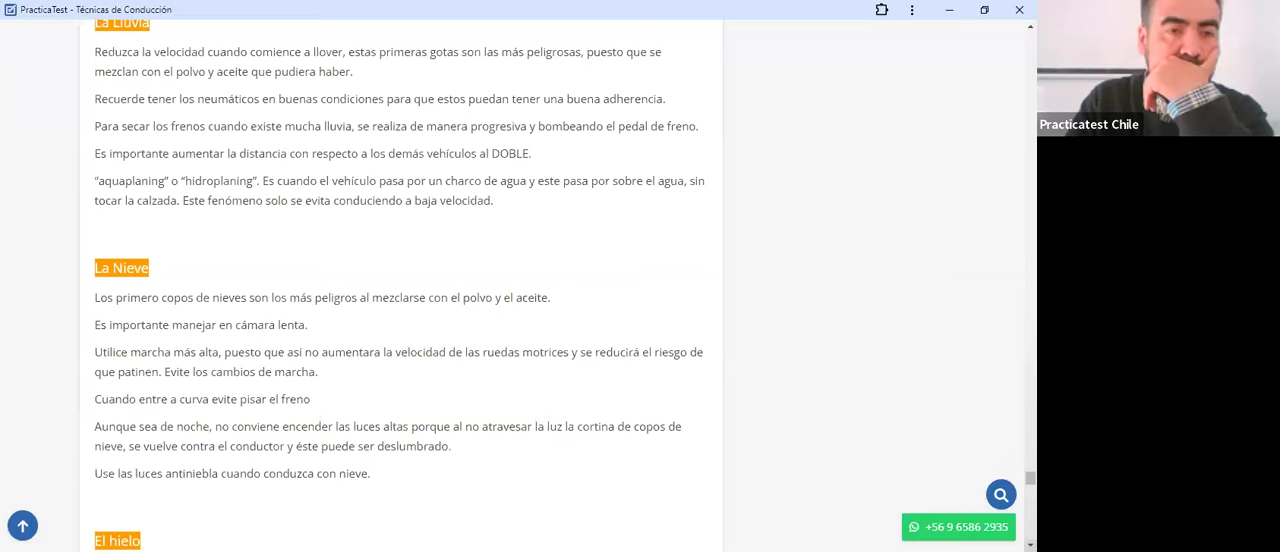 PracticaTest - Técnicas de Conducción
La Lluvia
Reduzca la velocidad cuando comience a llover, estas primeras gotas son las más peligrosas, puesto que se
mezclan con el polvo y aceite que pudiera haber.
Recuerde tener los neumáticos en buenas condiciones para que estos puedan tener una buena adherencia.
Para secar los frenos cuando existe mucha lluvia, se realiza de manera progresiva y bombeando el pedal de freno.
Es importante aumentar la distancia con respecto a los demás vehículos al DOBLE.
“aquaplaning” o “hidroplaning”. Es cuando el vehículo pasa por un charco de agua y este pasa por sobre el agua, sin
tocar la calzada. Este fenómeno solo se evita conduciendo a baja velocidad.
La Nieve
Los primero copos de nieves son los más peligros al mezclarse con el polvo y el aceite.
Es importante manejar en cámara lenta.
Utilice marcha más alta, puesto que así no aumentara la velocidad de las ruedas motrices y se reducirá el riesgo de
que patinen. Evite los cambios de marcha.
Cuando entre a curva evite pisar el freno
Aunque sea de noche, no conviene encender las luces altas porque al no atravesar la luz la cortina de copos de
nieve, se vuelve contra el conductor y éste puede ser deslumbrado.
Use las luces antiniebla cuando conduzca con nieve.
El hielo
+56 9 6586 2935
Practicatest Chile